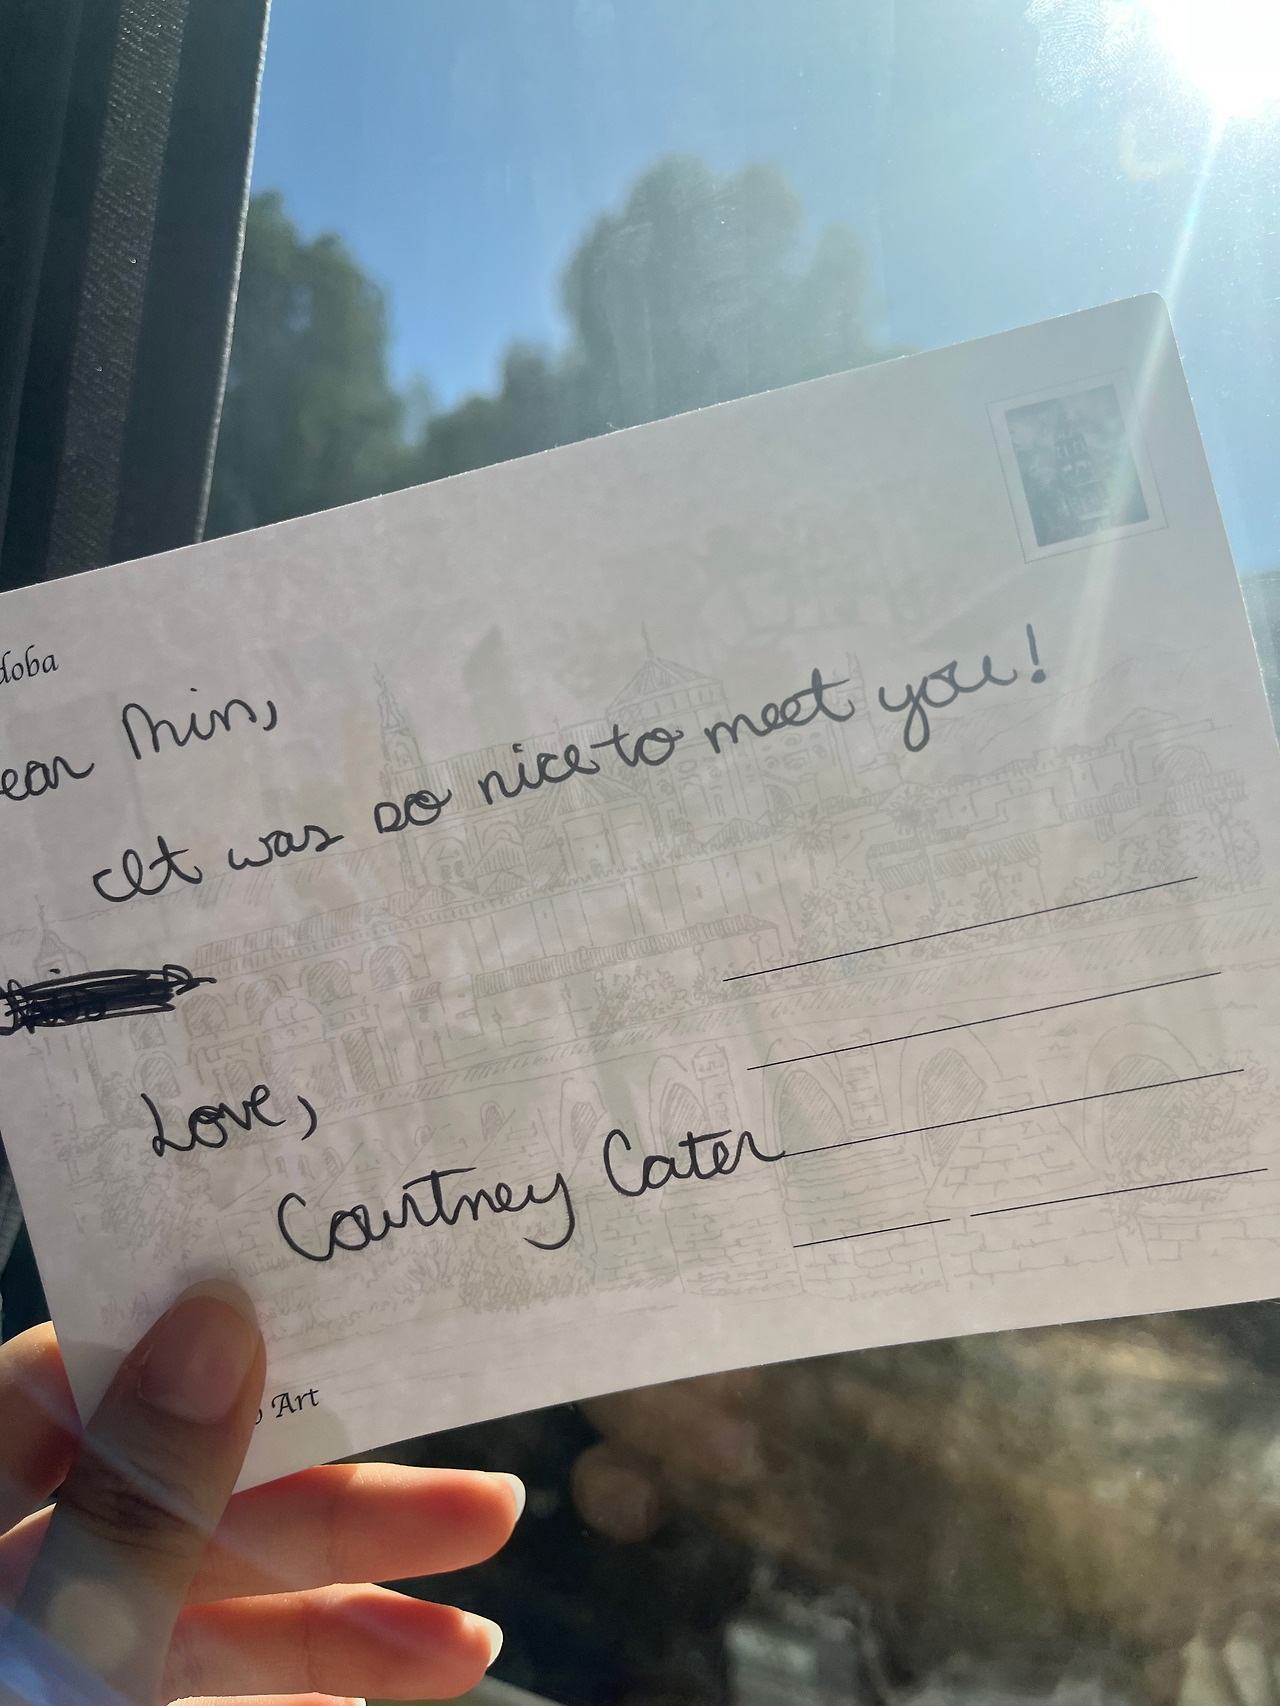 doba
ear Min,
It was so nice to meet you!
Love,
Courtney Cater
Art